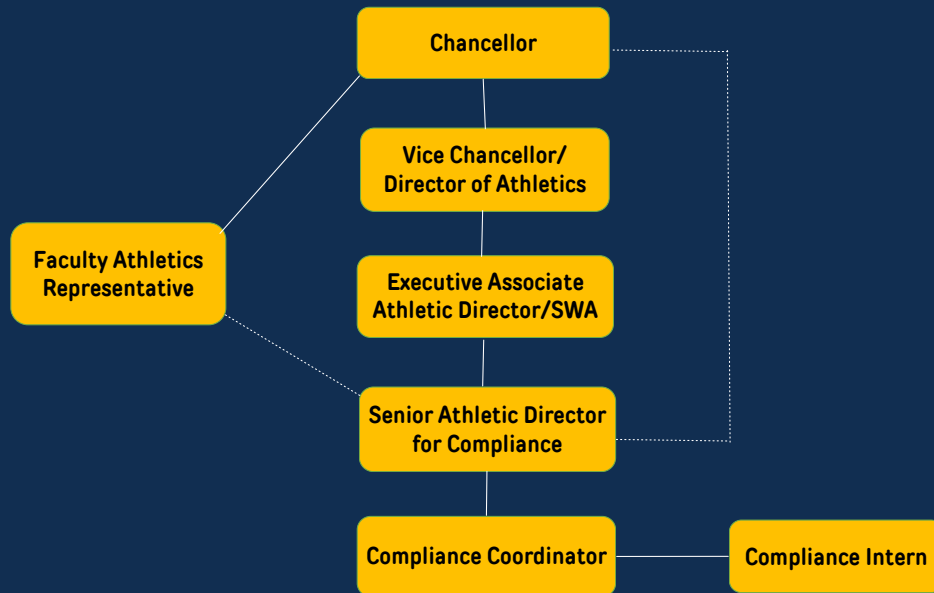 Chancellor
Vice Chancellor/
Director of Athletics
Faculty Athletics
Representative
Executive Associate
Athletic Director/SWA
Senior Athletic Director
for Compliance
Compliance Coordinator
Compliance Intern